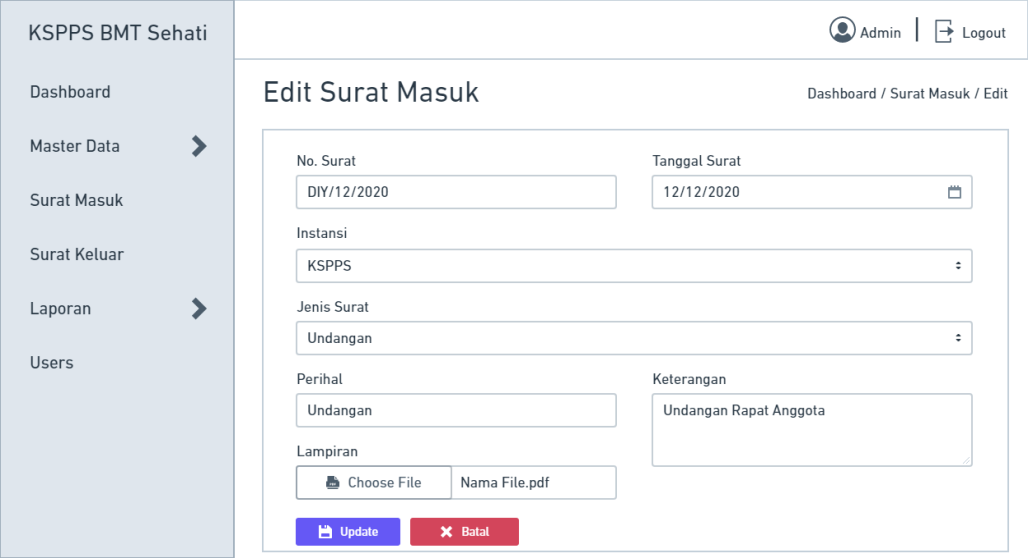 KSPPS BMT Sehati
Admin
Logout
Dashboard
Master Data
Surat Masuk
Surat Keluar
Laporan
Users
Edit Surat Masuk
Dashboard / Surat Masuk / Edit
No. Surat
Tanggal Surat
DIY/12/2020
12/12/2020
Instansi
KSPPS
Jenis Surat
Undangan
Perihal
Keterangan
Undangan
Undangan Rapat Anggota
Lampiran
Choose File
Nama File.pdf
Update
Batal